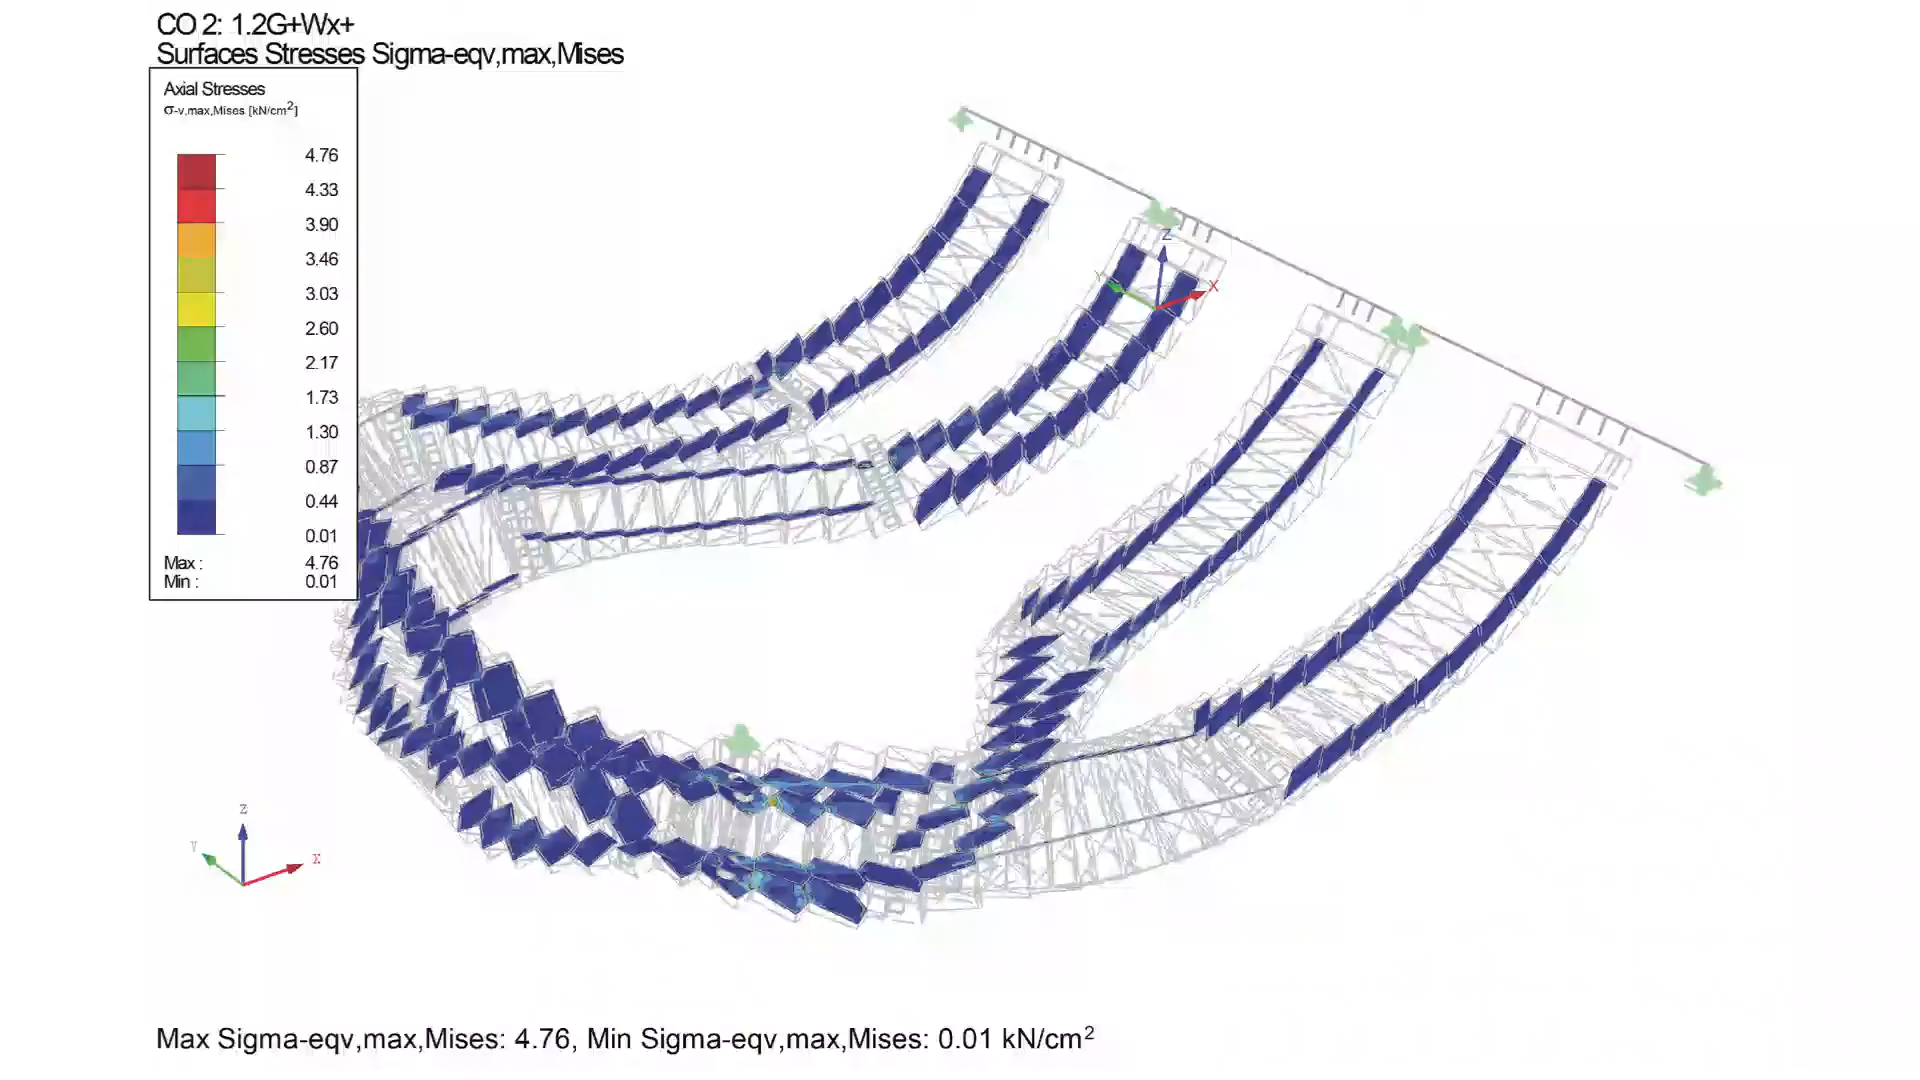 CO 2: 1.2G+Wx+
Surfaces Stresses Sigma-eqv,max,Mises
Axial Stresses
σ-v,max,Mises [kN/cm²]
4.76
4.33
3.90
3.46
3.03
2.60
2.17
1.73
1.30
0.87
0.44
0.01
Max : 4.76
Min : 0.01
Z
Y
X
Z
Y
X
Max Sigma-eqv,max,Mises: 4.76, Min Sigma-eqv,max,Mises: 0.01 kN/cm²